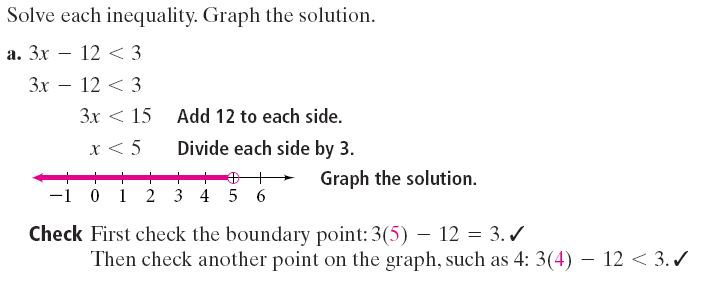 Solve each inequality. Graph the solution.
a. 3x − 12 < 3
3x − 12 < 3
3x < 15 Add 12 to each side.
x < 5 Divide each side by 3.
Graph the solution.
−1 0 1 2 3 4 5 6
Check First check the boundary point: 3(5) − 12 = 3. ✓
Then check another point on the graph, such as 4: 3(4) − 12 < 3. ✓